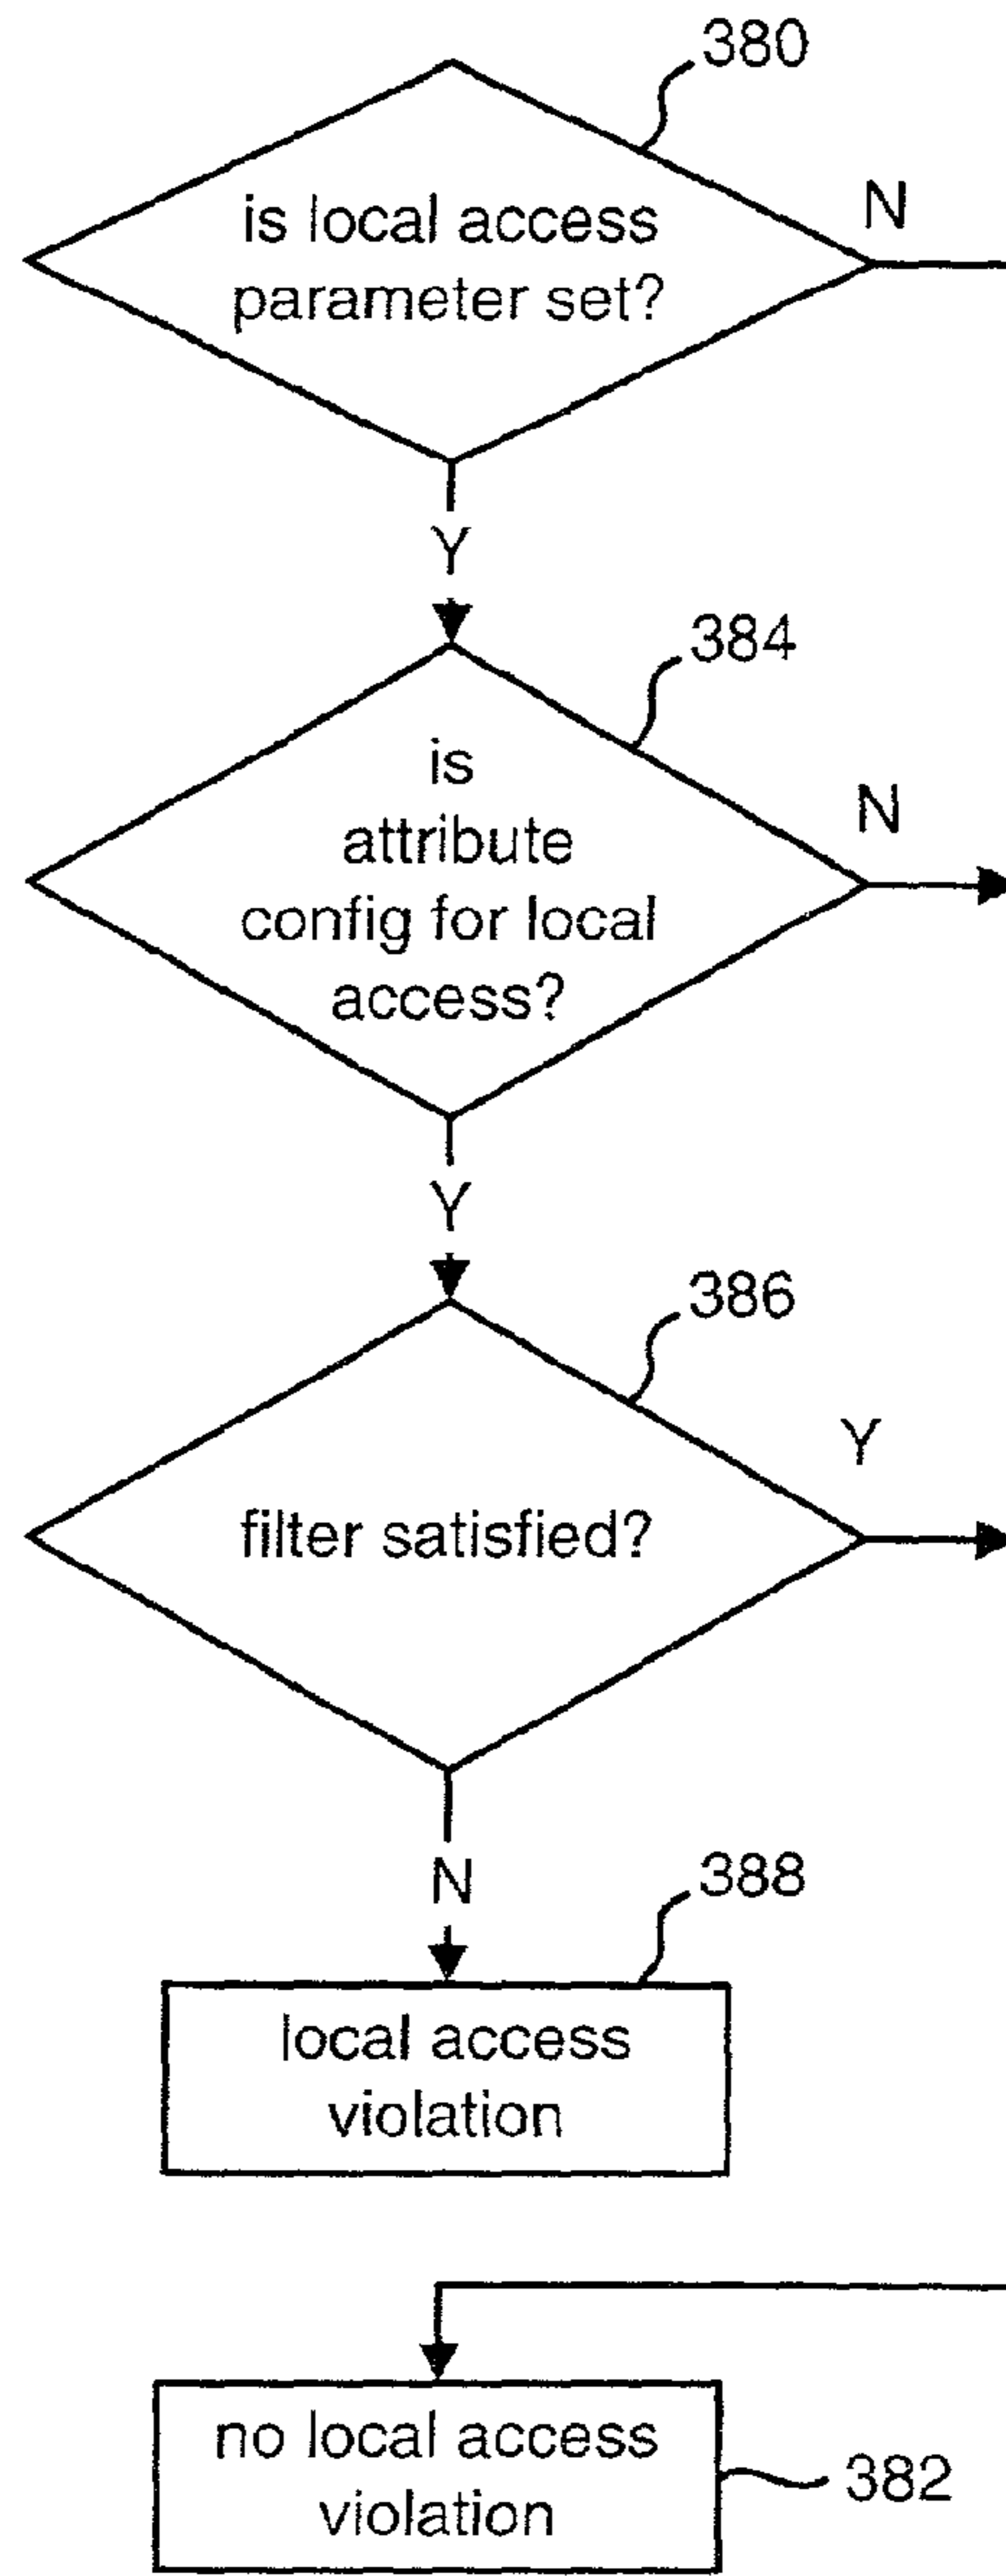 380
is local access
parameter set?
N
Y
384
is
attribute
config for local
access?
N
Y
386
filter satisfied?
Y
N
388
local access
violation
no local access
violation
382